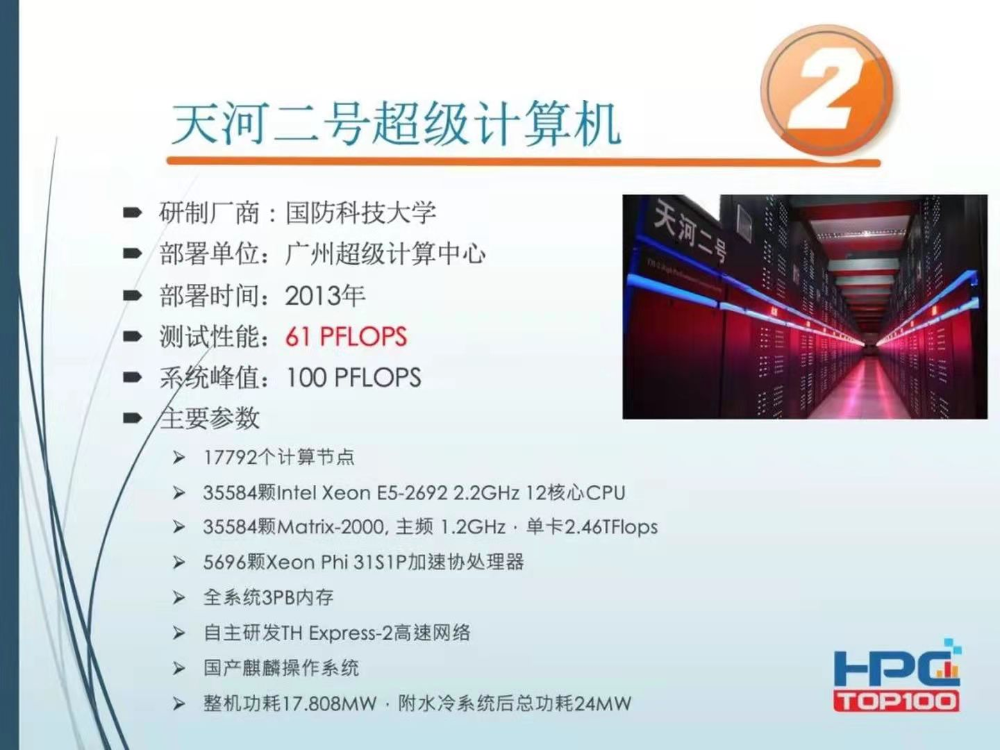 2
天河二号超级计算机
研制厂商：国防科技大学
部署单位：广州超级计算中心
部署时间：2013年
测试性能：61 PFLOPS
系统峰值：100 PFLOPS
主要参数
17792个计算节点
35584颗Intel Xeon E5-2692 2.2GHz 12核心CPU
35584颗Matrix-2000, 主频 1.2GHz，单卡2.46TFlops
5696颗Xeon Phi 31S1P加速协处理器
全系统3PB内存
自主研发TH Express-2高速网络
国产麒麟操作系统
整机功耗17.808MW，附水冷系统后总功耗24MW
天河二号
HPC
TOP100